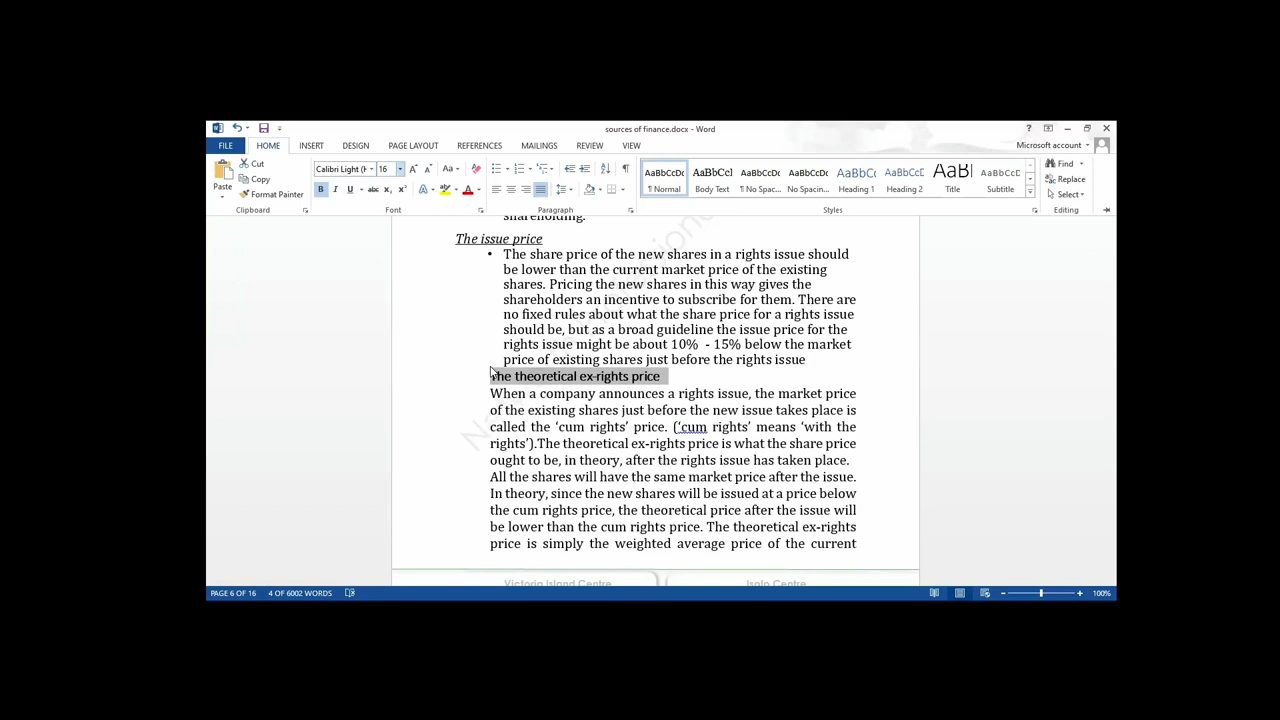 sources of finance.docx - Word
FILE HOME INSERT DESIGN PAGE LAYOUT REFERENCES MAILINGS REVIEW VIEW Microsoft account
Cut
Copy
Format Painter
Paste
Clipboard
Calibri Light (H 16
Font
Paragraph
AaBbCcDc AaBbCcI AaBbCcDc AaBbCcDc AaBbCc AaBbCcC AaBl AaBbCcC
¶ Normal Body Text ¶ No Spac... No Spacin... Heading 1 Heading 2 Title Subtitle
Styles
Find
Replace
Select
Editing
shareholding.
The issue price
• The share price of the new shares in a rights issue should
be lower than the current market price of the existing
shares. Pricing the new shares in this way gives the
shareholders an incentive to subscribe for them. There are
no fixed rules about what the share price for a rights issue
should be, but as a broad guideline the issue price for the
rights issue might be about 10% - 15% below the market
price of existing shares just before the rights issue
The theoretical ex-rights price
When a company announces a rights issue, the market price
of the existing shares just before the new issue takes place is
called the ‘cum rights’ price. (‘cum rights’ means ‘with the
rights’).The theoretical ex-rights price is what the share price
ought to be, in theory, after the rights issue has taken place.
All the shares will have the same market price after the issue.
In theory, since the new shares will be issued at a price below
the cum rights price, the theoretical price after the issue will
be lower than the cum rights price. The theoretical ex-rights
price is simply the weighted average price of the current
Victoria Island Centre Isolo Centre
PAGE 6 OF 16 4 OF 6002 WORDS 100%